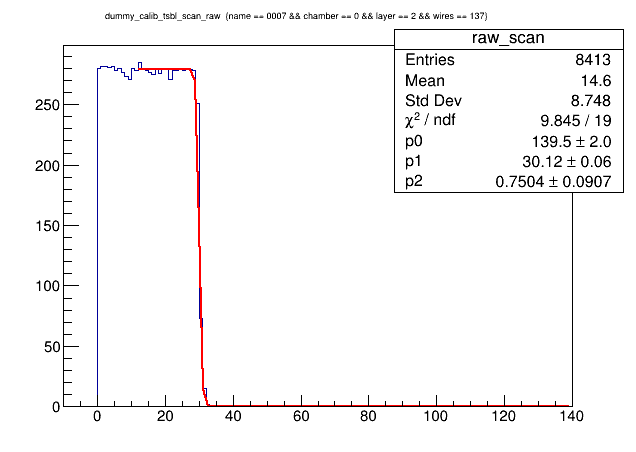 dummy_calib_tsbl_scan_raw (name == 0007 && chamber == 0 && layer == 2 && wires == 137)
raw_scan
Entries 8413
Mean 14.6
Std Dev 8.748
χ² / ndf 9.845 / 19
p0 139.5 ± 2.0
p1 30.12 ± 0.06
p2 0.7504 ± 0.0907
250
200
150
100
50
0
0 20 40 60 80 100 120 140